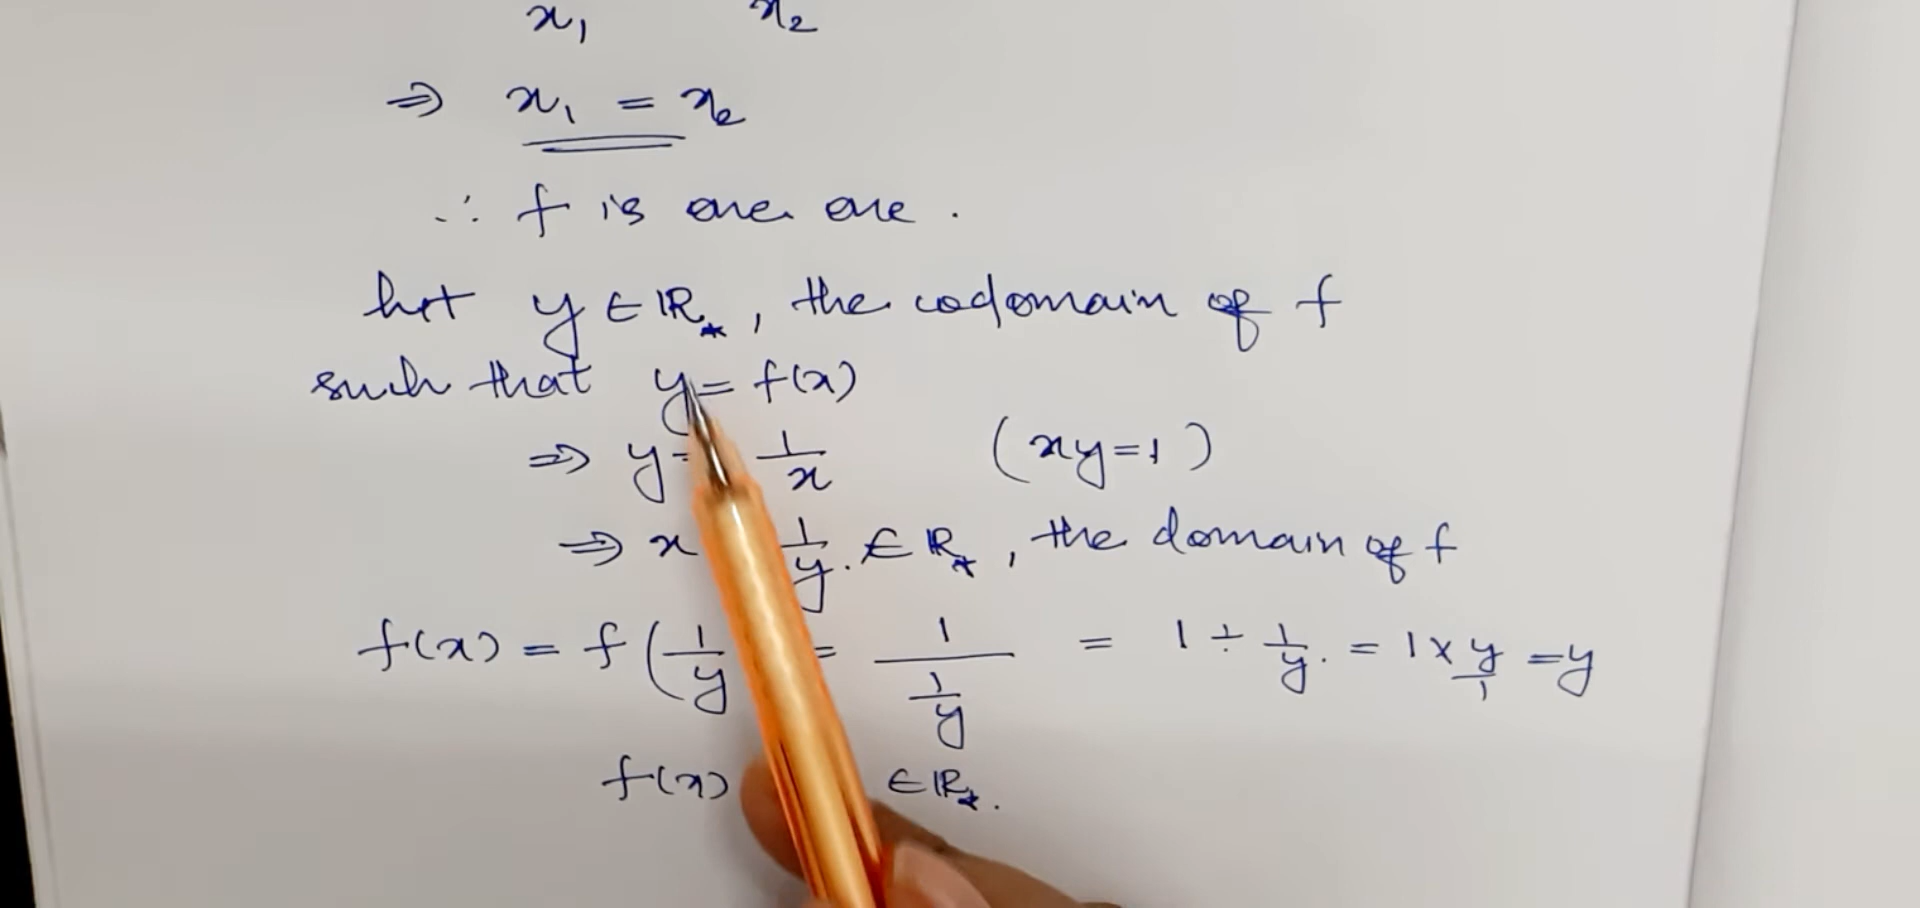 x₁ x₂
⇒ x₁ = x₂
∴ f is one one.
Let y ∈ ℝ⁎, the codomain of f
such that y = f(x)
⇒ y = 1/x (xy=1)
⇒ x 1/y. ∈ ℝ⁎, the domain of f
f(x) = f(1/y = 1/(1/y) = 1 ÷ 1/y. = 1 × y/1 = y
f(x) ∈ ℝ⁎.